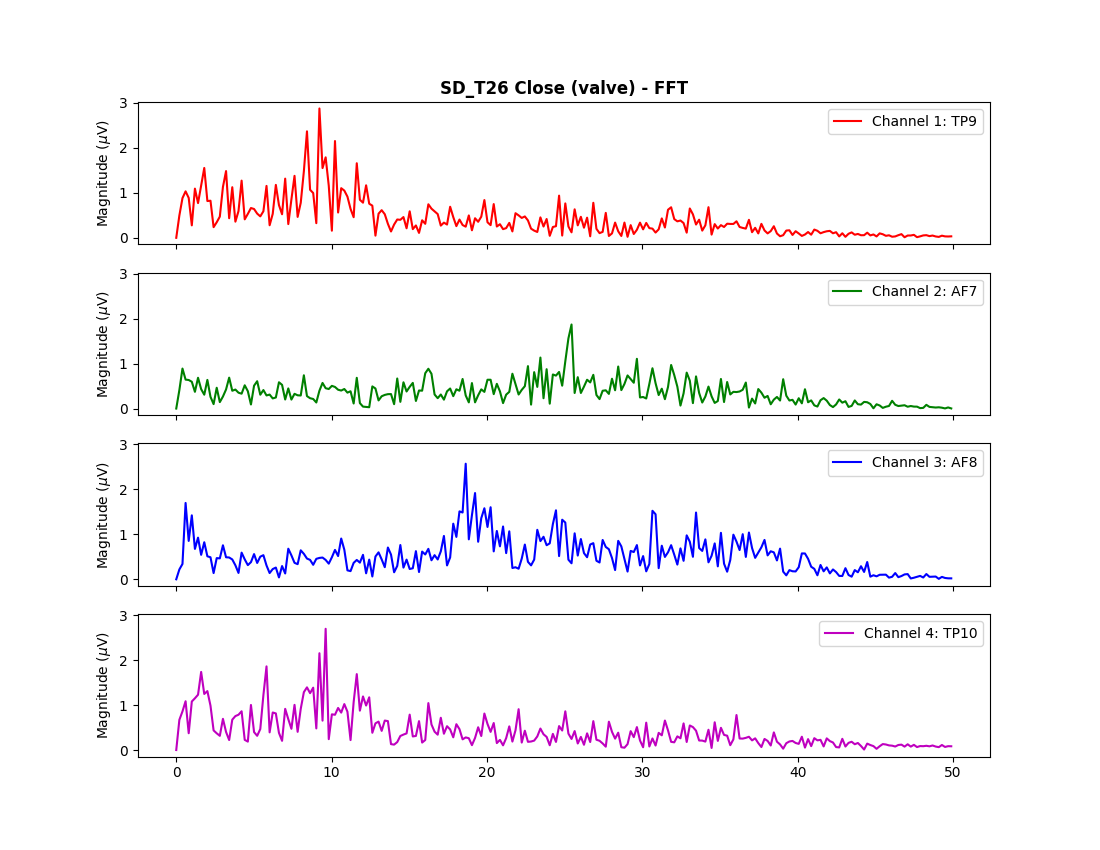 SD_T26 Close (valve) - FFT
3
2
1
0
Magnitude (μV)
Channel 1: TP9
3
2
1
0
Magnitude (μV)
Channel 2: AF7
3
2
1
0
Magnitude (μV)
Channel 3: AF8
3
2
1
0
Magnitude (μV)
Channel 4: TP10
0 10 20 30 40 50